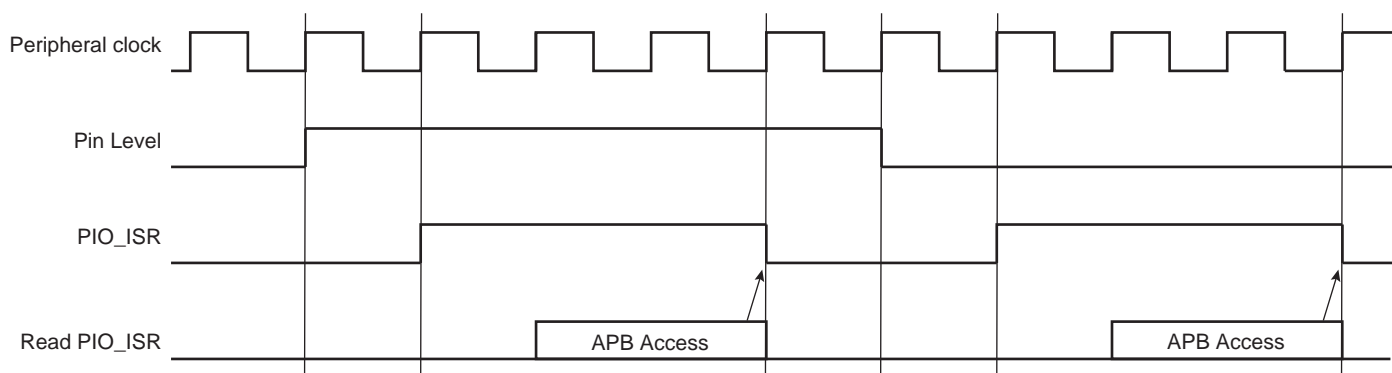 Peripheral clock
Pin Level
PIO_ISR
Read PIO_ISR
APB Access
APB Access